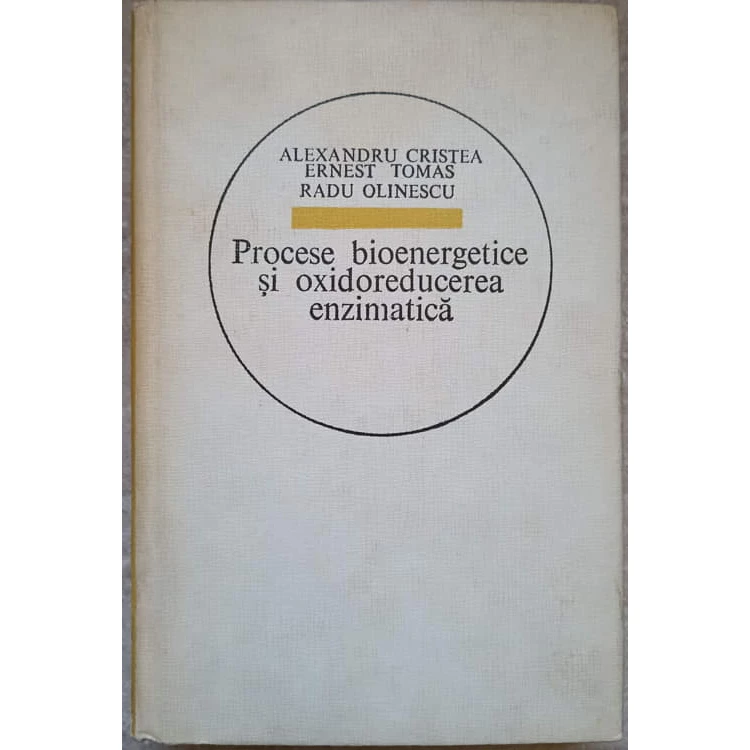 ALEXANDRU CRISTEA
ERNEST TOMAS
RADU OLINESCU
Procese bioenergetice
și oxidoreducerea
enzimatică